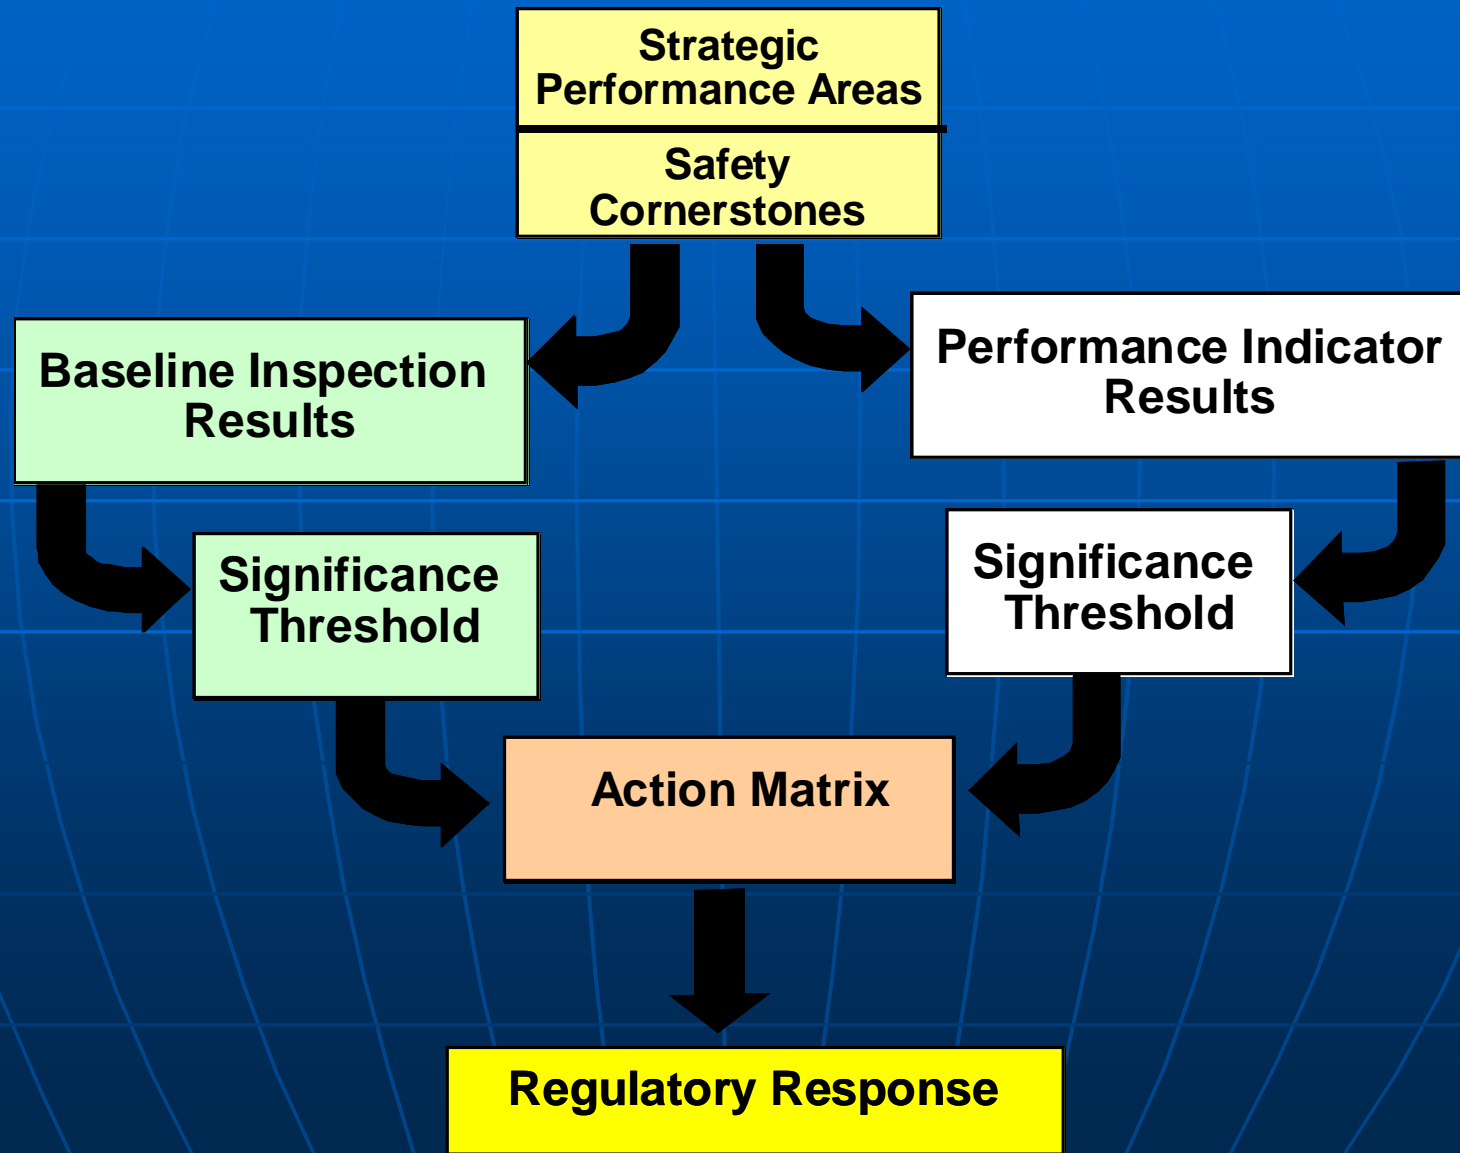 Strategic
Performance Areas
Safety
Cornerstones
Baseline Inspection
Results
Performance Indicator
Results
Significance
Threshold
Significance
Threshold
Action Matrix
Regulatory Response